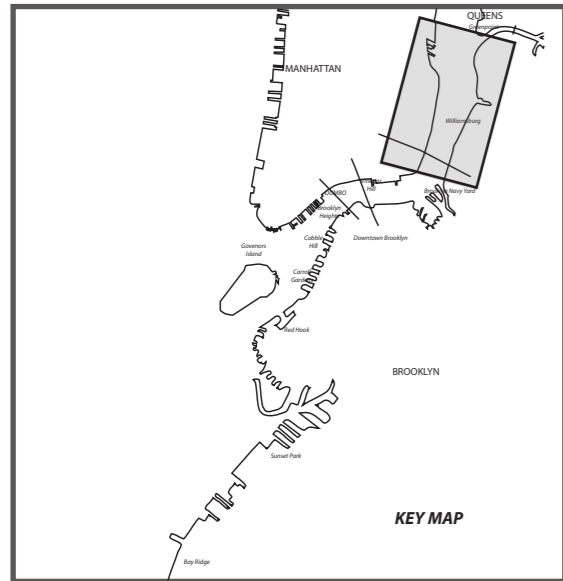 QUEENS
Greenpoint
MANHATTAN
Williamsburg
Hill
DUMBO
Brooklyn Navy Yard
Brooklyn
Heights
Cobble
Hill
Downtown Brooklyn
Govenors
Island
Carroll
Gardens
Red Hook
BROOKLYN
Sunset Park
KEY MAP
Bay Ridge